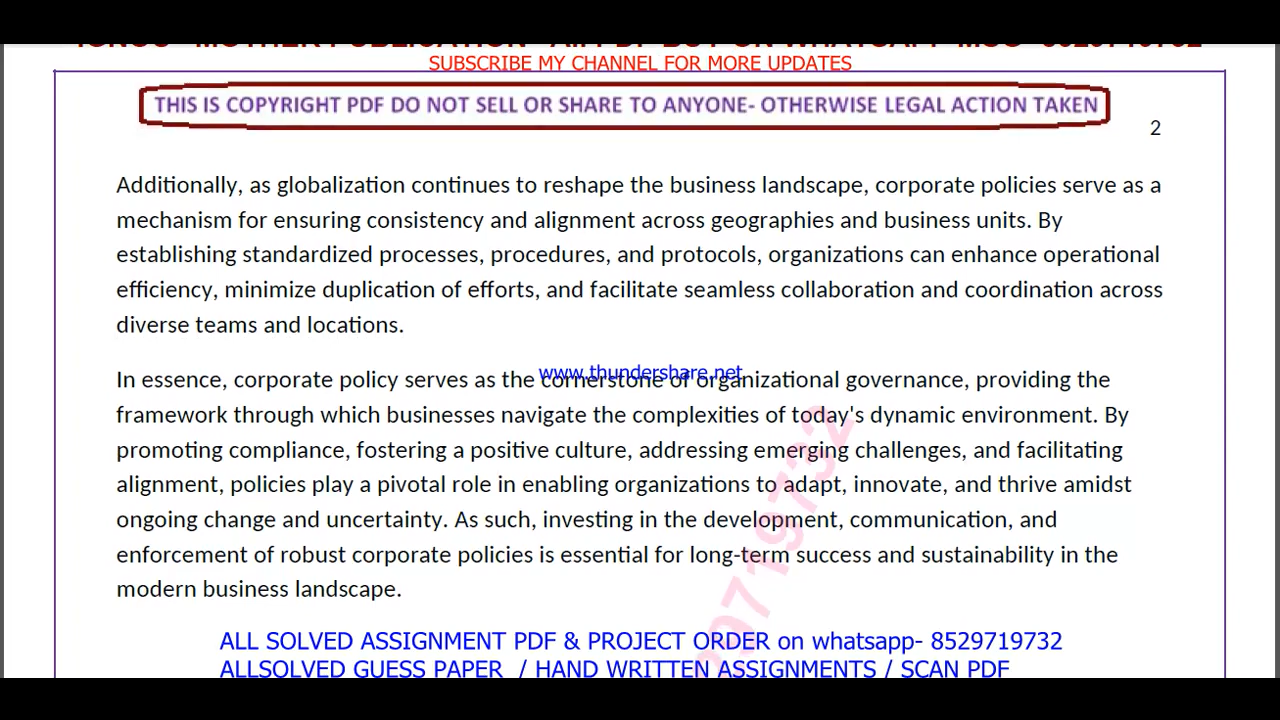 SUBSCRIBE MY CHANNEL FOR MORE UPDATES
THIS IS COPYRIGHT PDF DO NOT SELL OR SHARE TO ANYONE- OTHERWISE LEGAL ACTION TAKEN
2
Additionally, as globalization continues to reshape the business landscape, corporate policies serve as a
mechanism for ensuring consistency and alignment across geographies and business units. By
establishing standardized processes, procedures, and protocols, organizations can enhance operational
efficiency, minimize duplication of efforts, and facilitate seamless collaboration and coordination across
diverse teams and locations.
www.thundershare.net
In essence, corporate policy serves as the cornerstone of organizational governance, providing the
framework through which businesses navigate the complexities of today's dynamic environment. By
promoting compliance, fostering a positive culture, addressing emerging challenges, and facilitating
alignment, policies play a pivotal role in enabling organizations to adapt, innovate, and thrive amidst
ongoing change and uncertainty. As such, investing in the development, communication, and
enforcement of robust corporate policies is essential for long-term success and sustainability in the
modern business landscape.
9719732
ALL SOLVED ASSIGNMENT PDF & PROJECT ORDER on whatsapp- 8529719732
ALLSOLVED GUESS PAPER / HAND WRITTEN ASSIGNMENTS / SCAN PDF